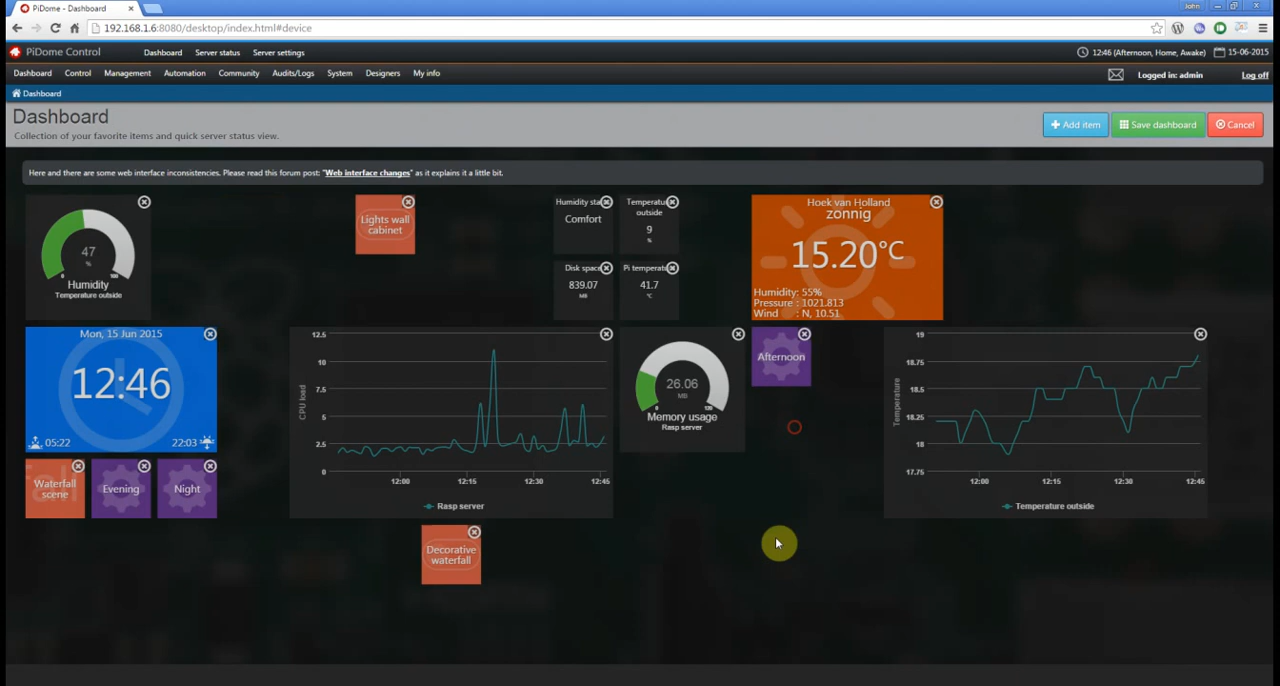 PiDome - Dashboard
John
192.168.1.6:8080/desktop/index.html#device
PiDome Control
Dashboard Server status Server settings
12:46 (Afternoon, Home, Awake) 15-06-2015
Dashboard Control Management Automation Community Audits/Logs System Designers My info
Logged in: admin Log off
Dashboard
Dashboard
Collection of your favorite items and quick server status view.
Add item Save dashboard Cancel
Here and there are some web interface inconsistencies. Please read this forum post: "Web interface changes" as it explains it a little bit.
47
%
0 100
Humidity
Temperature outside
Lights wall
cabinet
Humidity sta
Comfort
Temperatu
outside
9
%
Disk space
839.07
MB
Pi temperat
41.7
°C
Hoek van Holland
zonnig
15.20°C
Humidity: 55%
Pressure : 1021.813
Wind : N, 10.51
Mon, 15 Jun 2015
12:46
05:22 22:03
CPU load
12.5
10
7.5
5
2.5
0
12:00 12:15 12:30 12:45
Rasp server
26.06
MB
0 120
Memory usage
Rasp server
Afternoon
Temperature
19
18.75
18.5
18.25
18
17.75
12:00 12:15 12:30 12:45
Temperature outside
Waterfall
scene
Evening
Night
Decorative
waterfall